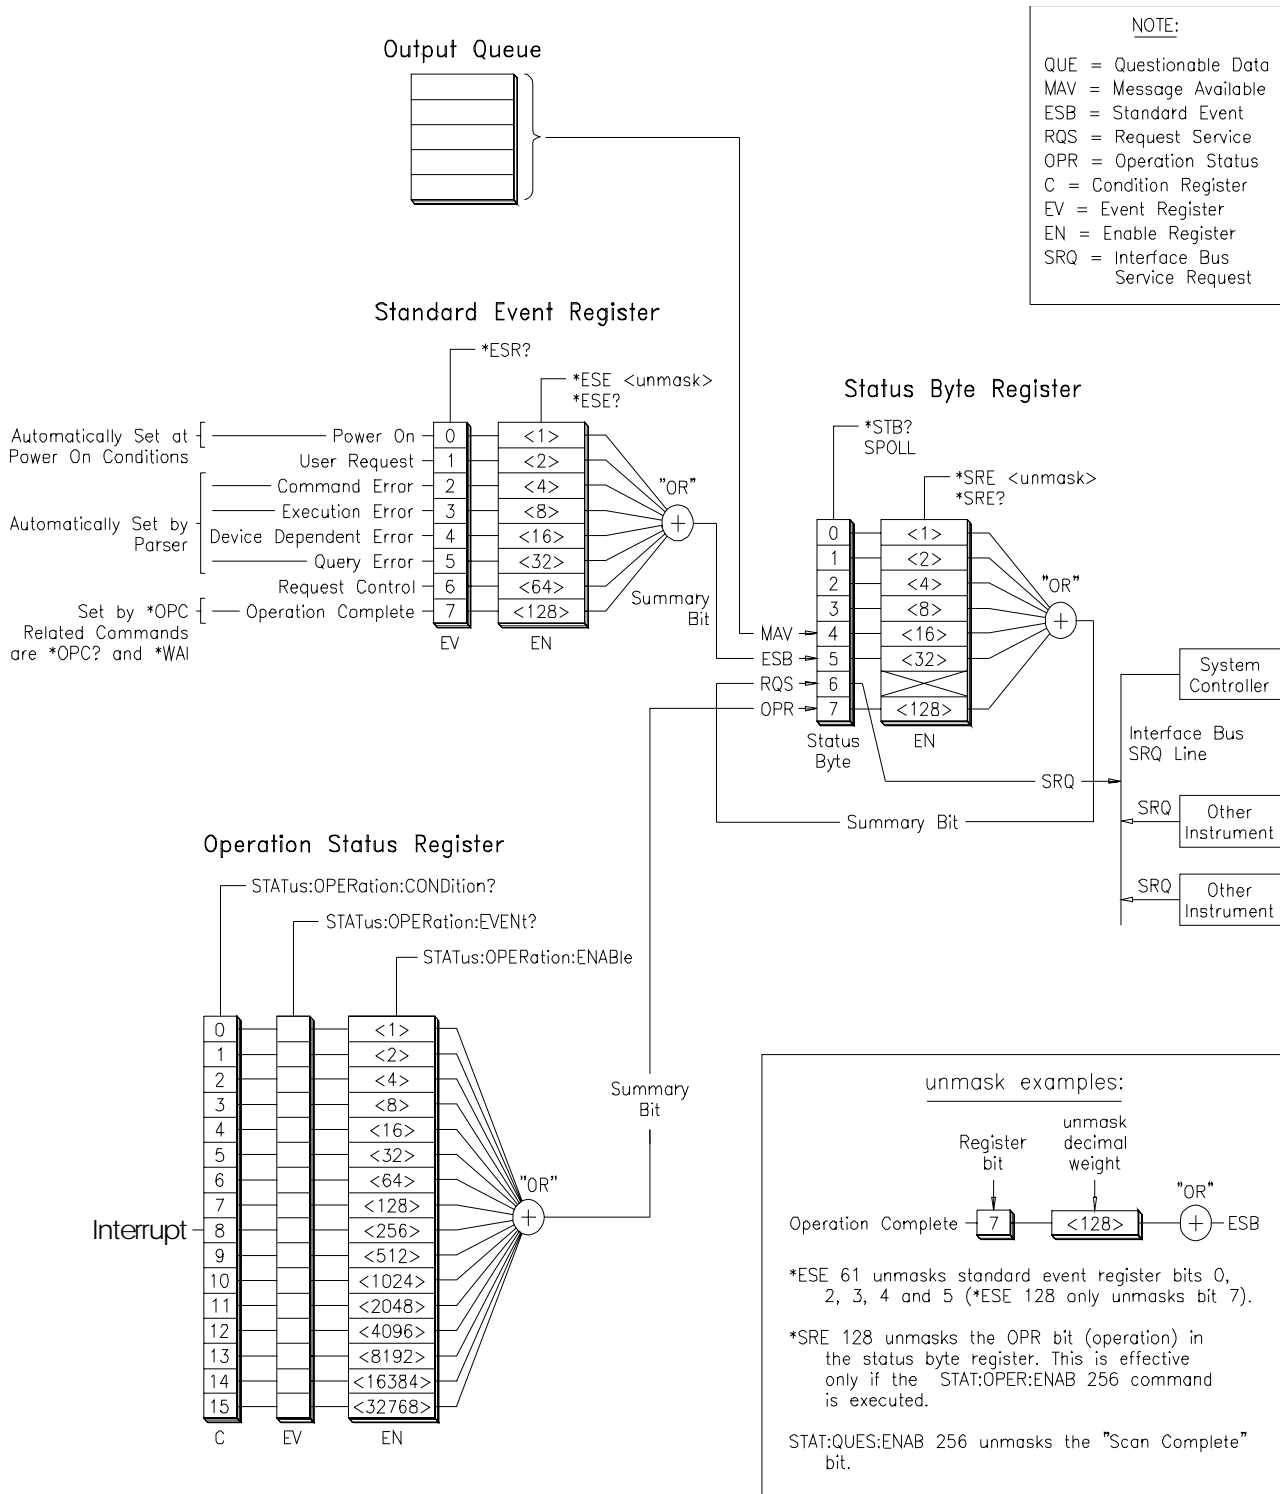 Output Queue
NOTE:
QUE = Questionable Data
MAV = Message Available
ESB = Standard Event
RQS = Request Service
OPR = Operation Status
C = Condition Register
EV = Event Register
EN = Enable Register
SRQ = Interface Bus
Service Request
Standard Event Register
*ESR?
*ESE <unmask>
*ESE?
Automatically Set at
Power On Conditions
Automatically Set by
Parser
Set by *OPC
Related Commands
are *OPC? and *WAI
Power On 0 <1>
User Request 1 <2>
Command Error 2 <4>
Execution Error 3 <8>
Device Dependent Error 4 <16>
Query Error 5 <32>
Request Control 6 <64>
Operation Complete 7 <128>
EV EN
"OR"
+
Summary
Bit
Status Byte Register
*STB?
SPOLL
*SRE <unmask>
*SRE?
0 <1>
1 <2>
2 <4>
3 <8>
MAV 4 <16>
ESB 5 <32>
RQS 6
OPR 7 <128>
Status
Byte
EN
"OR"
+
SRQ
Summary Bit
System
Controller
Interface Bus
SRQ Line
SRQ
Other
Instrument
SRQ
Other
Instrument
Operation Status Register
STATus:OPERation:CONDition?
STATus:OPERation:EVENt?
STATus:OPERation:ENABle
0 <1>
1 <2>
2 <4>
3 <8>
4 <16>
5 <32>
6 <64>
7 <128>
Interrupt 8 <256>
9 <512>
10 <1024>
11 <2048>
12 <4096>
13 <8192>
14 <16384>
15 <32768>
C EV EN
"OR"
+
Summary
Bit
unmask examples:
Register
bit
unmask
decimal
weight
"OR"
Operation Complete 7 <128> + ESB
*ESE 61 unmasks standard event register bits 0,
2, 3, 4 and 5 (*ESE 128 only unmasks bit 7).
*SRE 128 unmasks the OPR bit (operation) in
the status byte register. This is effective
only if the STAT:OPER:ENAB 256 command
is executed.
STAT:QUES:ENAB 256 unmasks the "Scan Complete"
bit.